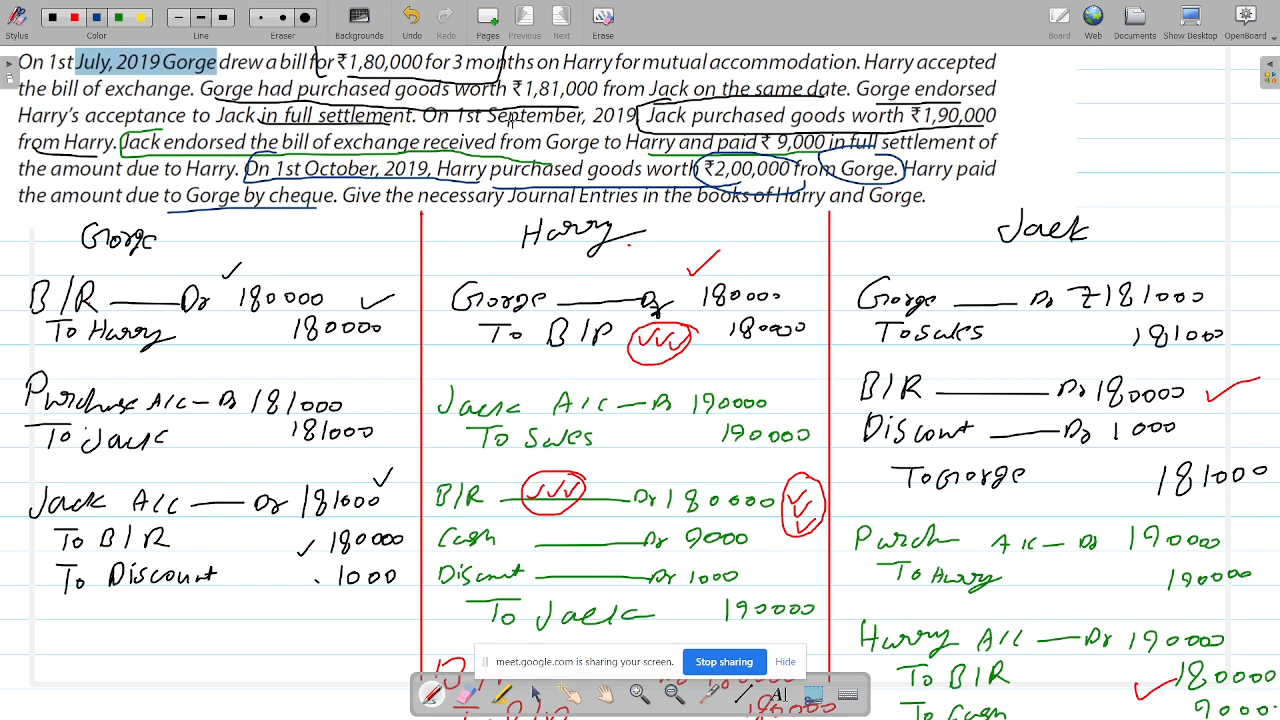 Color Line Eraser Backgrounds Undo Redo Pages Previous Next Erase Board Web Documents Show Desktop OpenBoard
Stylus
On 1st July, 2019 Gorge drew a bill for ₹1,80,000 for 3 months on Harry for mutual accommodation. Harry accepted
the bill of exchange. Gorge had purchased goods worth ₹1,81,000 from Jack on the same date. Gorge endorsed
Harry's acceptance to Jack in full settlement. On 1st September, 2019, Jack purchased goods worth ₹1,90,000
from Harry. Jack endorsed the bill of exchange received from Gorge to Harry and paid ₹ 9,000 in full settlement of
the amount due to Harry. On 1st October, 2019, Harry purchased goods worth ₹2,00,000 from Gorge. Harry paid
the amount due to Gorge by cheque. Give the necessary Journal Entries in the books of Harry and Gorge.
Gorge
B/R Dr 180000
To Harry 180000
Purchase A/C Dr 181000
To Jack 181000
Jack A/C Dr 181000
To B/R 180000
To Discount 1000
Harry
Gorge Dr 180000
To B/P 180000
Jack A/C Dr 190000
To Sales 190000
B/R Dr 180000
Cash Dr 9000
Discount Dr 1000
To Jack 190000
Jack
Gorge Dr ₹181000
To Sales 181000
B/R Dr 180000
Discount Dr 1000
To Gorge 181000
Purch A/C Dr 190000
To Harry 190000
Harry A/C Dr 190000
To B/R 180000
To Cash 9000
meet.google.com is sharing your screen. Stop sharing Hide